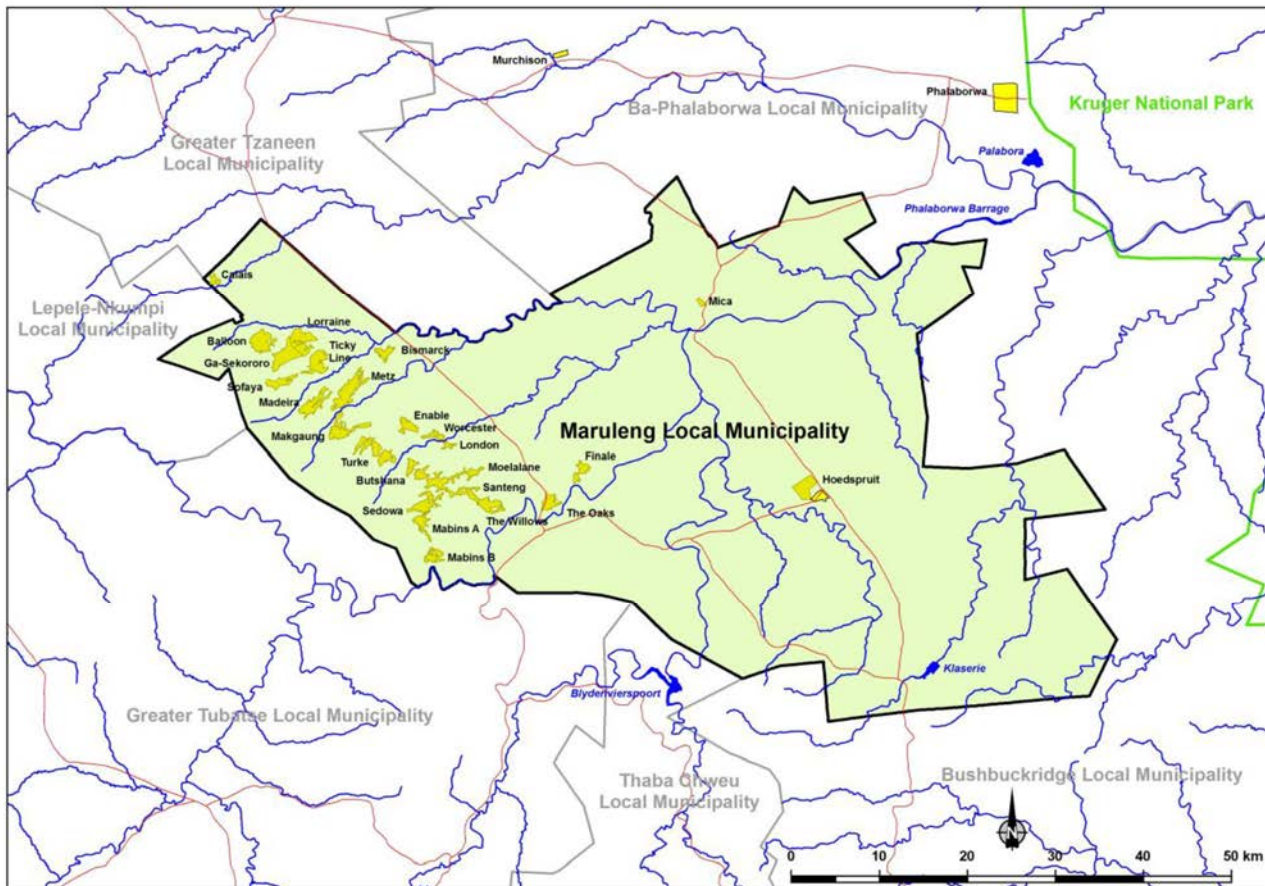 Murchison
Phalaborwa
Ba-Phalaborwa Local Municipality
Kruger National Park
Greater Tzaneen
Local Municipality
Palabora
Phalaborwa Barrage
Calais
Lepele-Nkumpi
Local Municipality
Mica
Lorraine
Balloon
Ticky
Line
Bismarck
Ga-Sekororo
Metz
Sofaya
Madeira
Enable
Worcester
Makgaung
London
Maruleng Local Municipality
Turke
Finale
Moelalane
Butshana
Santeng
Hoedspruit
Sedowa
The Willows
The Oaks
Mabins A
Mabins B
Klaserie
Blydenvierspoort
Greater Tubatse Local Municipality
Thaba Chweu
Local Municipality
Bushbuckridge Local Municipality
N
0 10 20 30 40 50 km